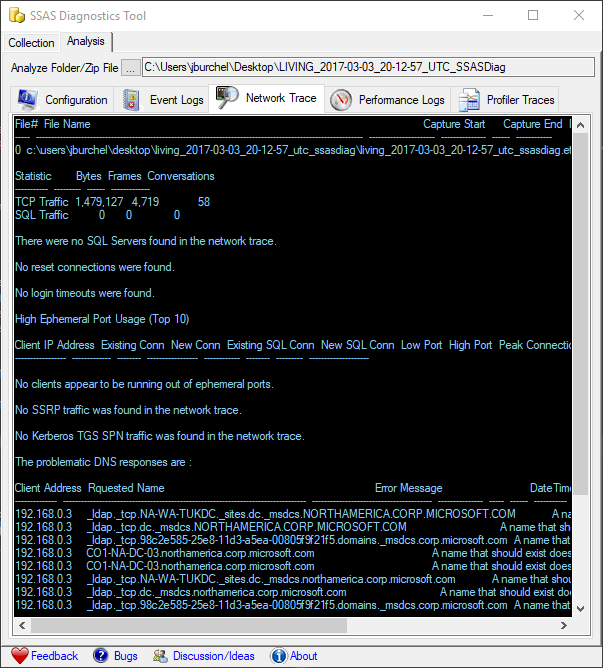 SSAS Diagnostics Tool
Collection Analysis
Analyze Folder/Zip File ... C:\Users\jburchel\Desktop\LIVING_2017-03-03_20-12-57_UTC_SSASDiag
Configuration Event Logs Network Trace Performance Logs Profiler Traces
File# File Name Capture Start Capture End
0 c:\users\jburchel\desktop\living_2017-03-03_20-12-57_utc_ssasdiag\living_2017-03-03_20-12-57_utc_ssasdiag.et
Statistic Bytes Frames Conversations
TCP Traffic 1,479,127 4,719 58
SQL Traffic 0 0 0
There were no SQL Servers found in the network trace.
No reset connections were found.
No login timeouts were found.
High Ephemeral Port Usage (Top 10)
Client IP Address Existing Conn New Conn Existing SQL Conn New SQL Conn Low Port High Port Peak Connectio
No clients appear to be running out of ephemeral ports.
No SSRP traffic was found in the network trace.
No Kerberos TGS SPN traffic was found in the network trace.
The problematic DNS responses are :
Client Address Rquested Name Error Message DateTime
192.168.0.3 _ldap._tcp.NA-WA-TUKDC._sites.dc._msdcs.NORTHAMERICA.CORP.MICROSOFT.COM A na
192.168.0.3 _ldap._tcp.dc._msdcs.NORTHAMERICA.CORP.MICROSOFT.COM A name that sh
192.168.0.3 _ldap._tcp.98c2e585-25e8-11d3-a5ea-00805f9f21f5.domains._msdcs.northamerica.corp.microsoft.com
192.168.0.3 CO1-NA-DC-03.northamerica.corp.microsoft.com A name that should exist does
192.168.0.3 CO1-NA-DC-03.northamerica.corp.microsoft.com A name that should exist does
192.168.0.3 _ldap._tcp.NA-WA-TUKDC._sites.dc._msdcs.northamerica.corp.microsoft.com A name that shou
192.168.0.3 _ldap._tcp.dc._msdcs.northamerica.corp.microsoft.com A name that should exist
192.168.0.3 _ldap._tcp.98c2e585-25e8-11d3-a5ea-00805f9f21f5.domains._msdcs.northamerica.corp.microsoft.com
Feedback Bugs Discussion/Ideas About